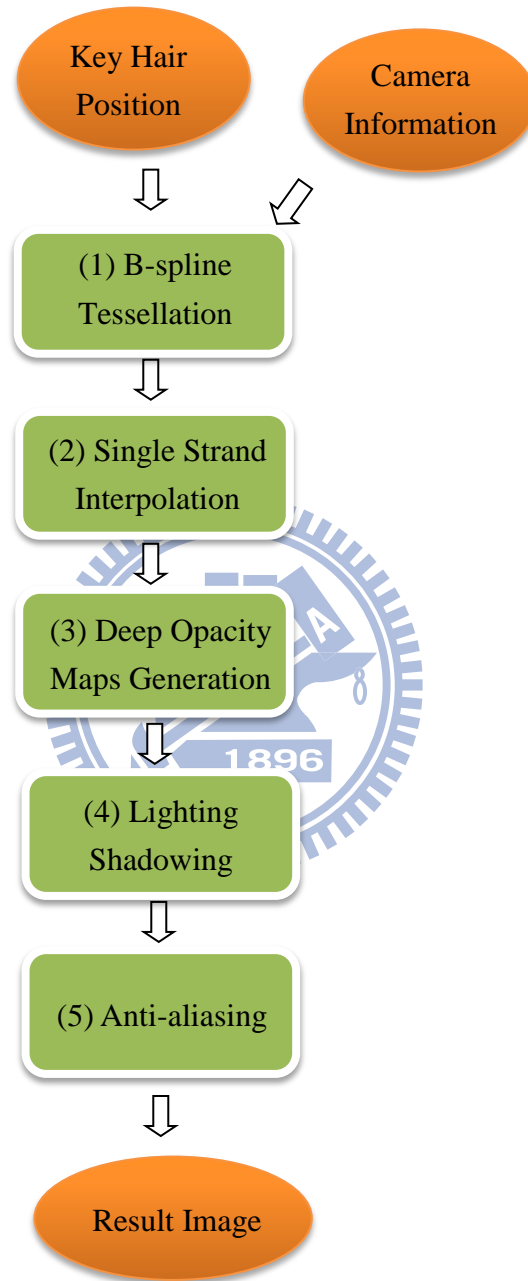 Key Hair
Position
Camera
Information
(1) B-spline
Tessellation
(2) Single Strand
Interpolation
(3) Deep Opacity
Maps Generation
1896
(4) Lighting
Shadowing
(5) Anti-aliasing
Result Image